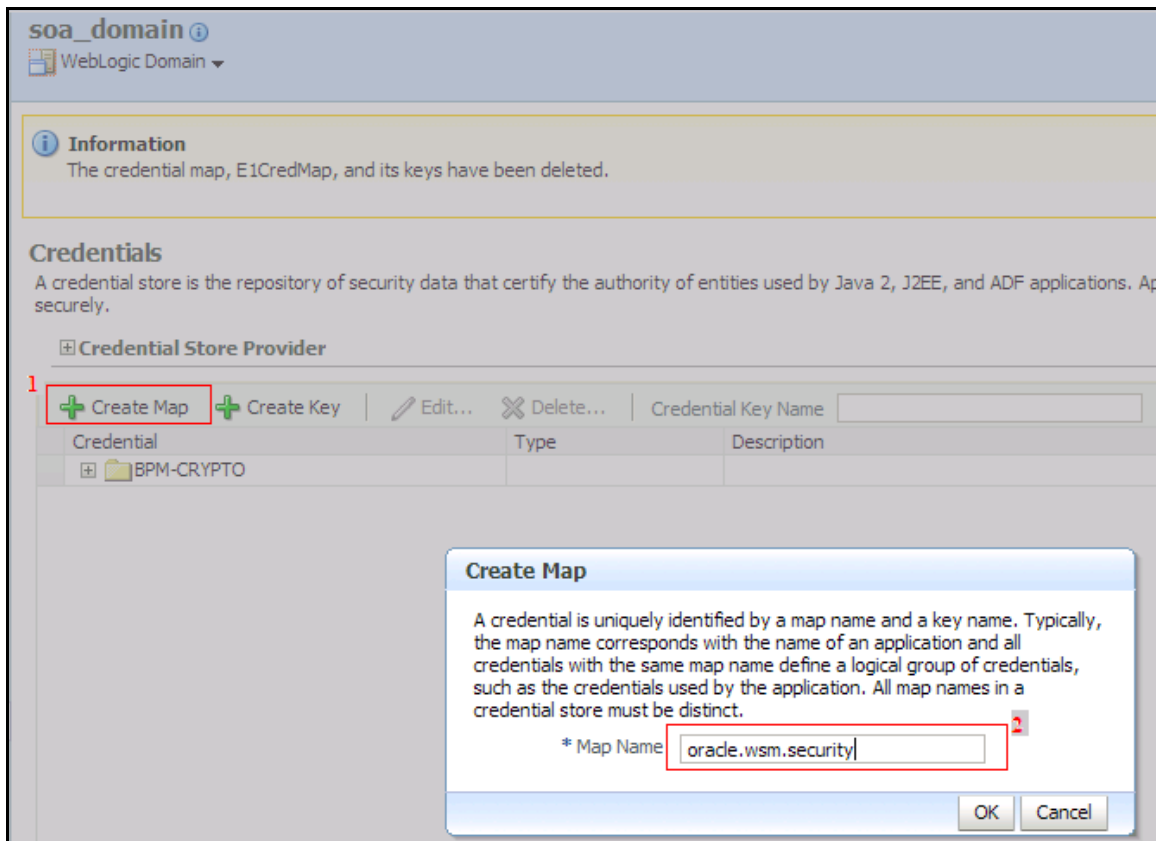 soa_domain
WebLogic Domain
Information
The credential map, E1CredMap, and its keys have been deleted.
Credentials
A credential store is the repository of security data that certify the authority of entities used by Java 2, J2EE, and ADF applications. Ap
securely.
Credential Store Provider
1
Create Map Create Key Edit... Delete... Credential Key Name
Credential Type Description
BPM-CRYPTO
Create Map
A credential is uniquely identified by a map name and a key name. Typically,
the map name corresponds with the name of an application and all
credentials with the same map name define a logical group of credentials,
such as the credentials used by the application. All map names in a
credential store must be distinct.
2
* Map Name oracle.wsm.security
OK Cancel